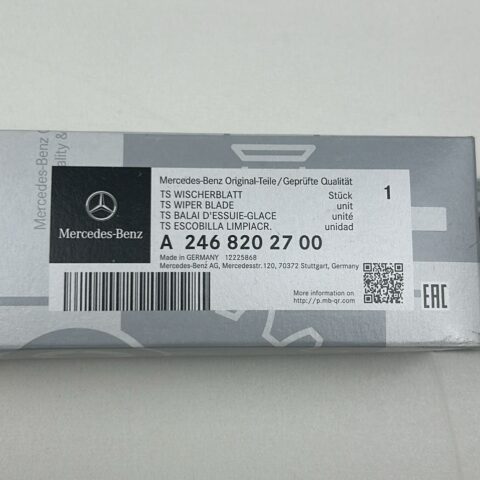 Mercedes-Benz
Mercedes-Benz Original-Teile/Geprüfte Qualität
TS WISCHERBLATT Stück 1
TS WIPER BLADE unit
TS BALAI D'ESSUIE-GLACE unité
TS ESCOBILLA LIMPIACR. unidad
A 246 820 27 00
Made in GERMANY 12225868
Mercedes-Benz AG, Mercedesstr. 120, 70372 Stuttgart, Germany
More information on
http://p.mb-qr.com
Mercedes-Benz
EAC